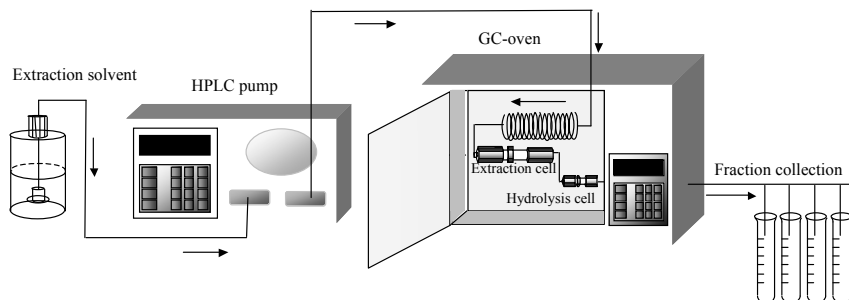 GC-oven
Extraction solvent
HPLC pump
Extraction cell
Fraction collection
Hydrolysis cell